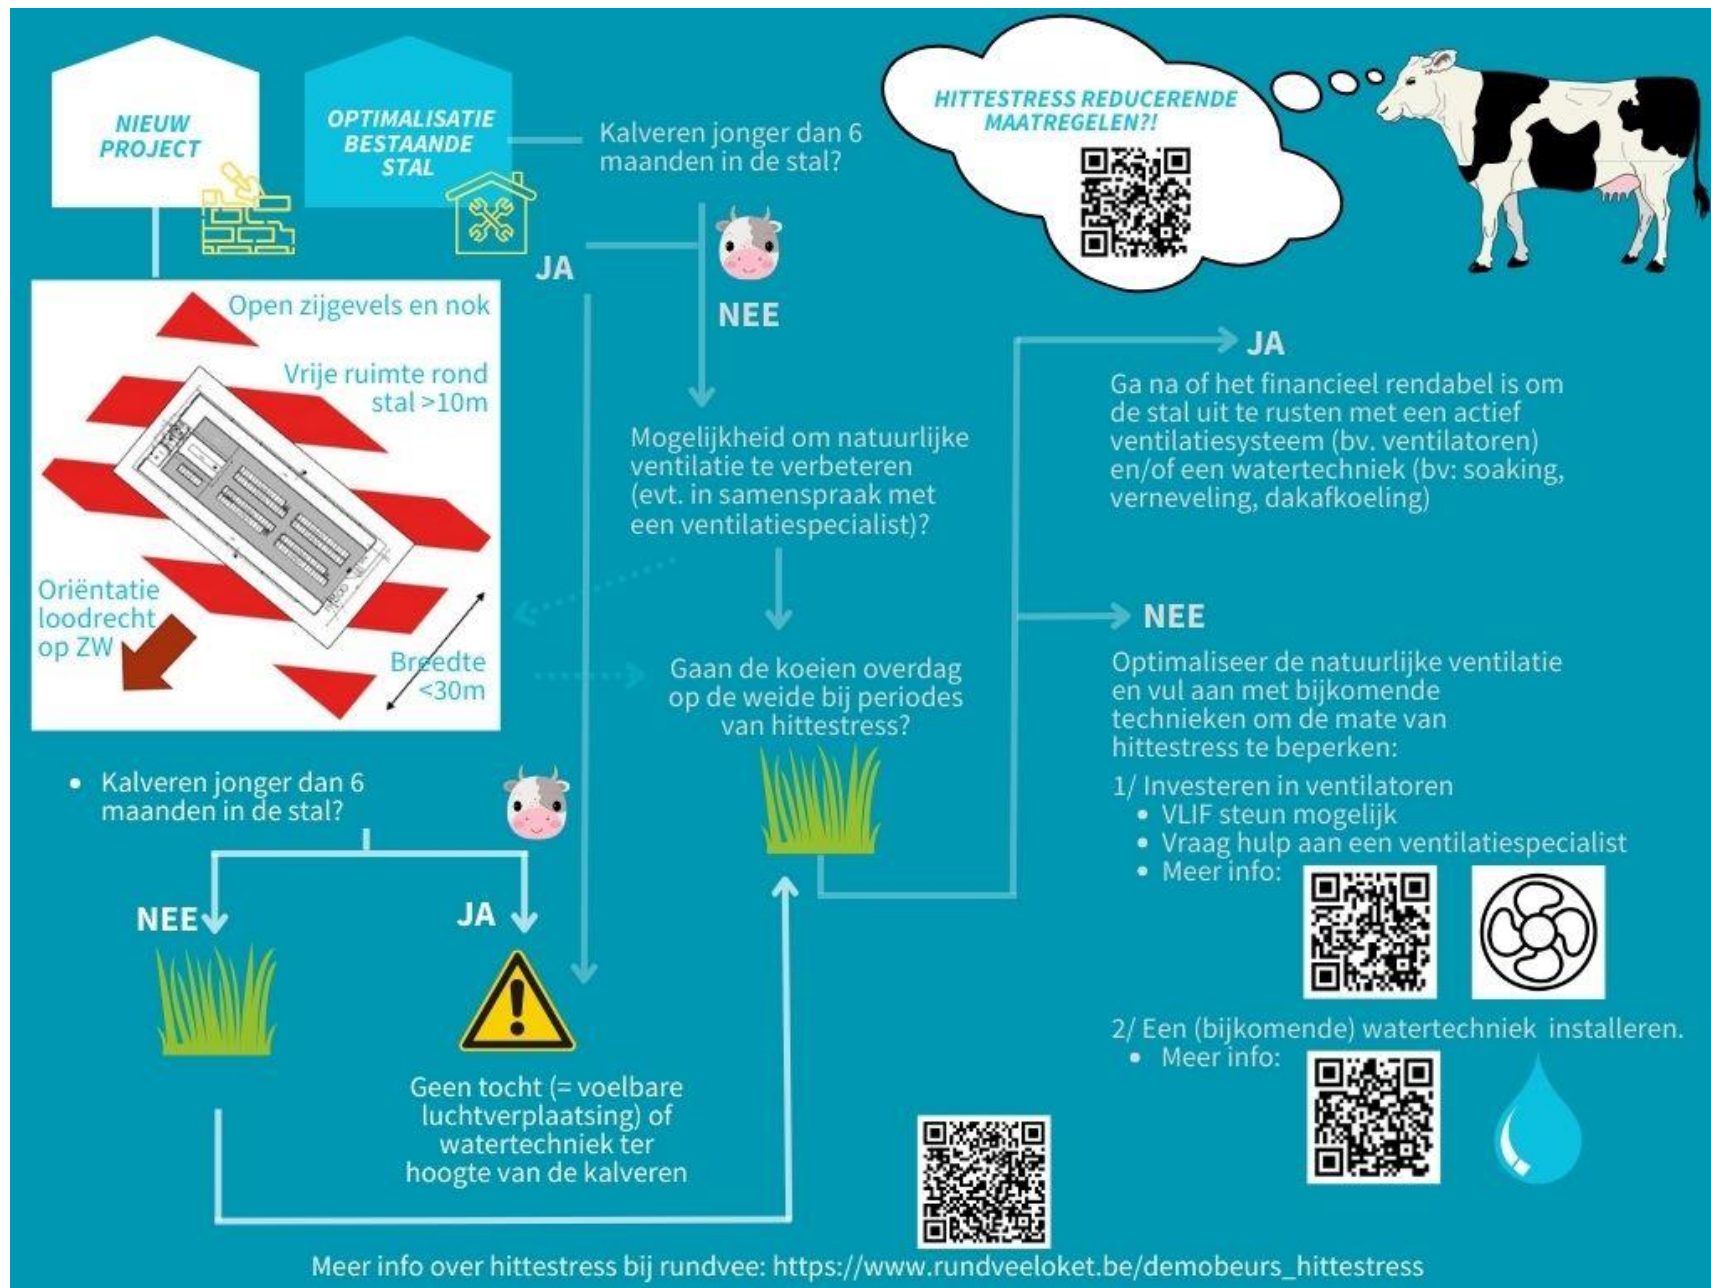 NIEUW
PROJECT
OPTIMALISATIE
BESTAANDE
STAL
Kalveren jonger dan 6
maanden in de stal?
HITTESTRESS REDUCERENDE
MAATREGELEN?!
JA
NEE
Open zijgevels en nok
Vrije ruimte rond
stal >10m
Oriëntatie
loodrecht
op ZW
Breedte
<30m
Mogelijkheid om natuurlijke
ventilatie te verbeteren
(evt. in samenspraak met
een ventilatiespecialist)?
Gaan de koeien overdag
op de weide bij periodes
van hittestress?
JA
Ga na of het financieel rendabel is om
de stal uit te rusten met een actief
ventilatiesysteem (bv. ventilatoren)
en/of een watertechniek (bv: soaking,
verneveling, dakafkoeling)
NEE
Optimaliseer de natuurlijke ventilatie
en vul aan met bijkomende
technieken om de mate van
hittestress te beperken:
1/ Investeren in ventilatoren
• VLIF steun mogelijk
• Vraag hulp aan een ventilatiespecialist
• Meer info:
2/ Een (bijkomende) watertechniek installeren.
• Meer info:
• Kalveren jonger dan 6
maanden in de stal?
NEE
JA
Geen tocht (= voelbare
luchtverplaatsing) of
watertechniek ter
hoogte van de kalveren
Meer info over hittestress bij rundvee: https://www.rundveeloket.be/demobeurs_hittestress